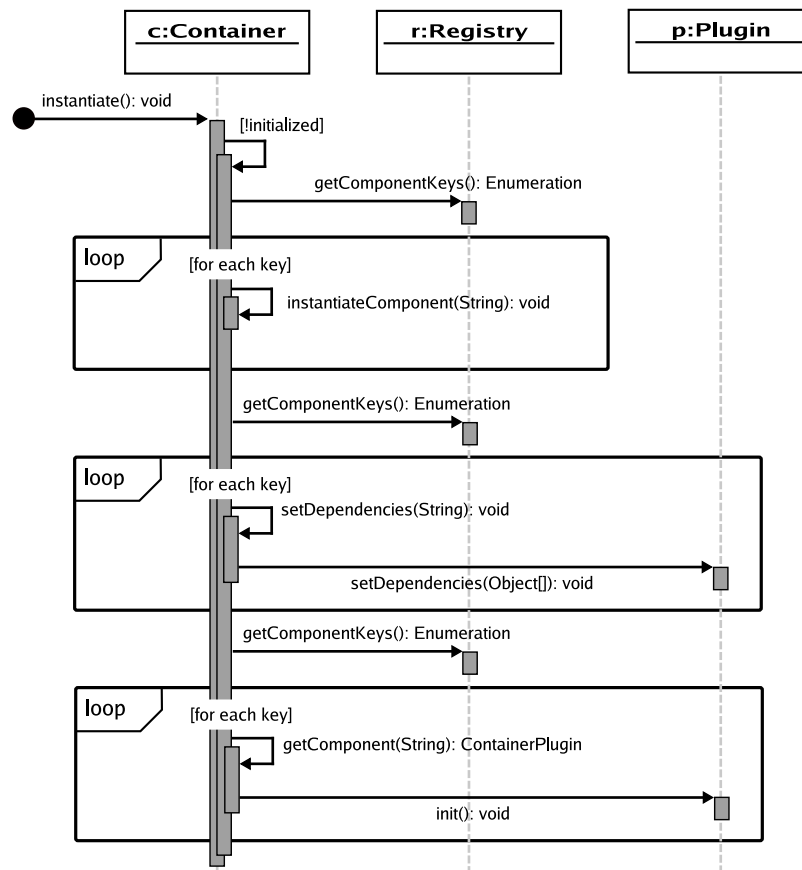 c:Container
r:Registry
p:Plugin
instantiate(): void
[!initialized]
getComponentKeys(): Enumeration
loop
[for each key]
instantiateComponent(String): void
getComponentKeys(): Enumeration
loop
[for each key]
setDependencies(String): void
setDependencies(Object[]): void
getComponentKeys(): Enumeration
loop
[for each key]
getComponent(String): ContainerPlugin
init(): void